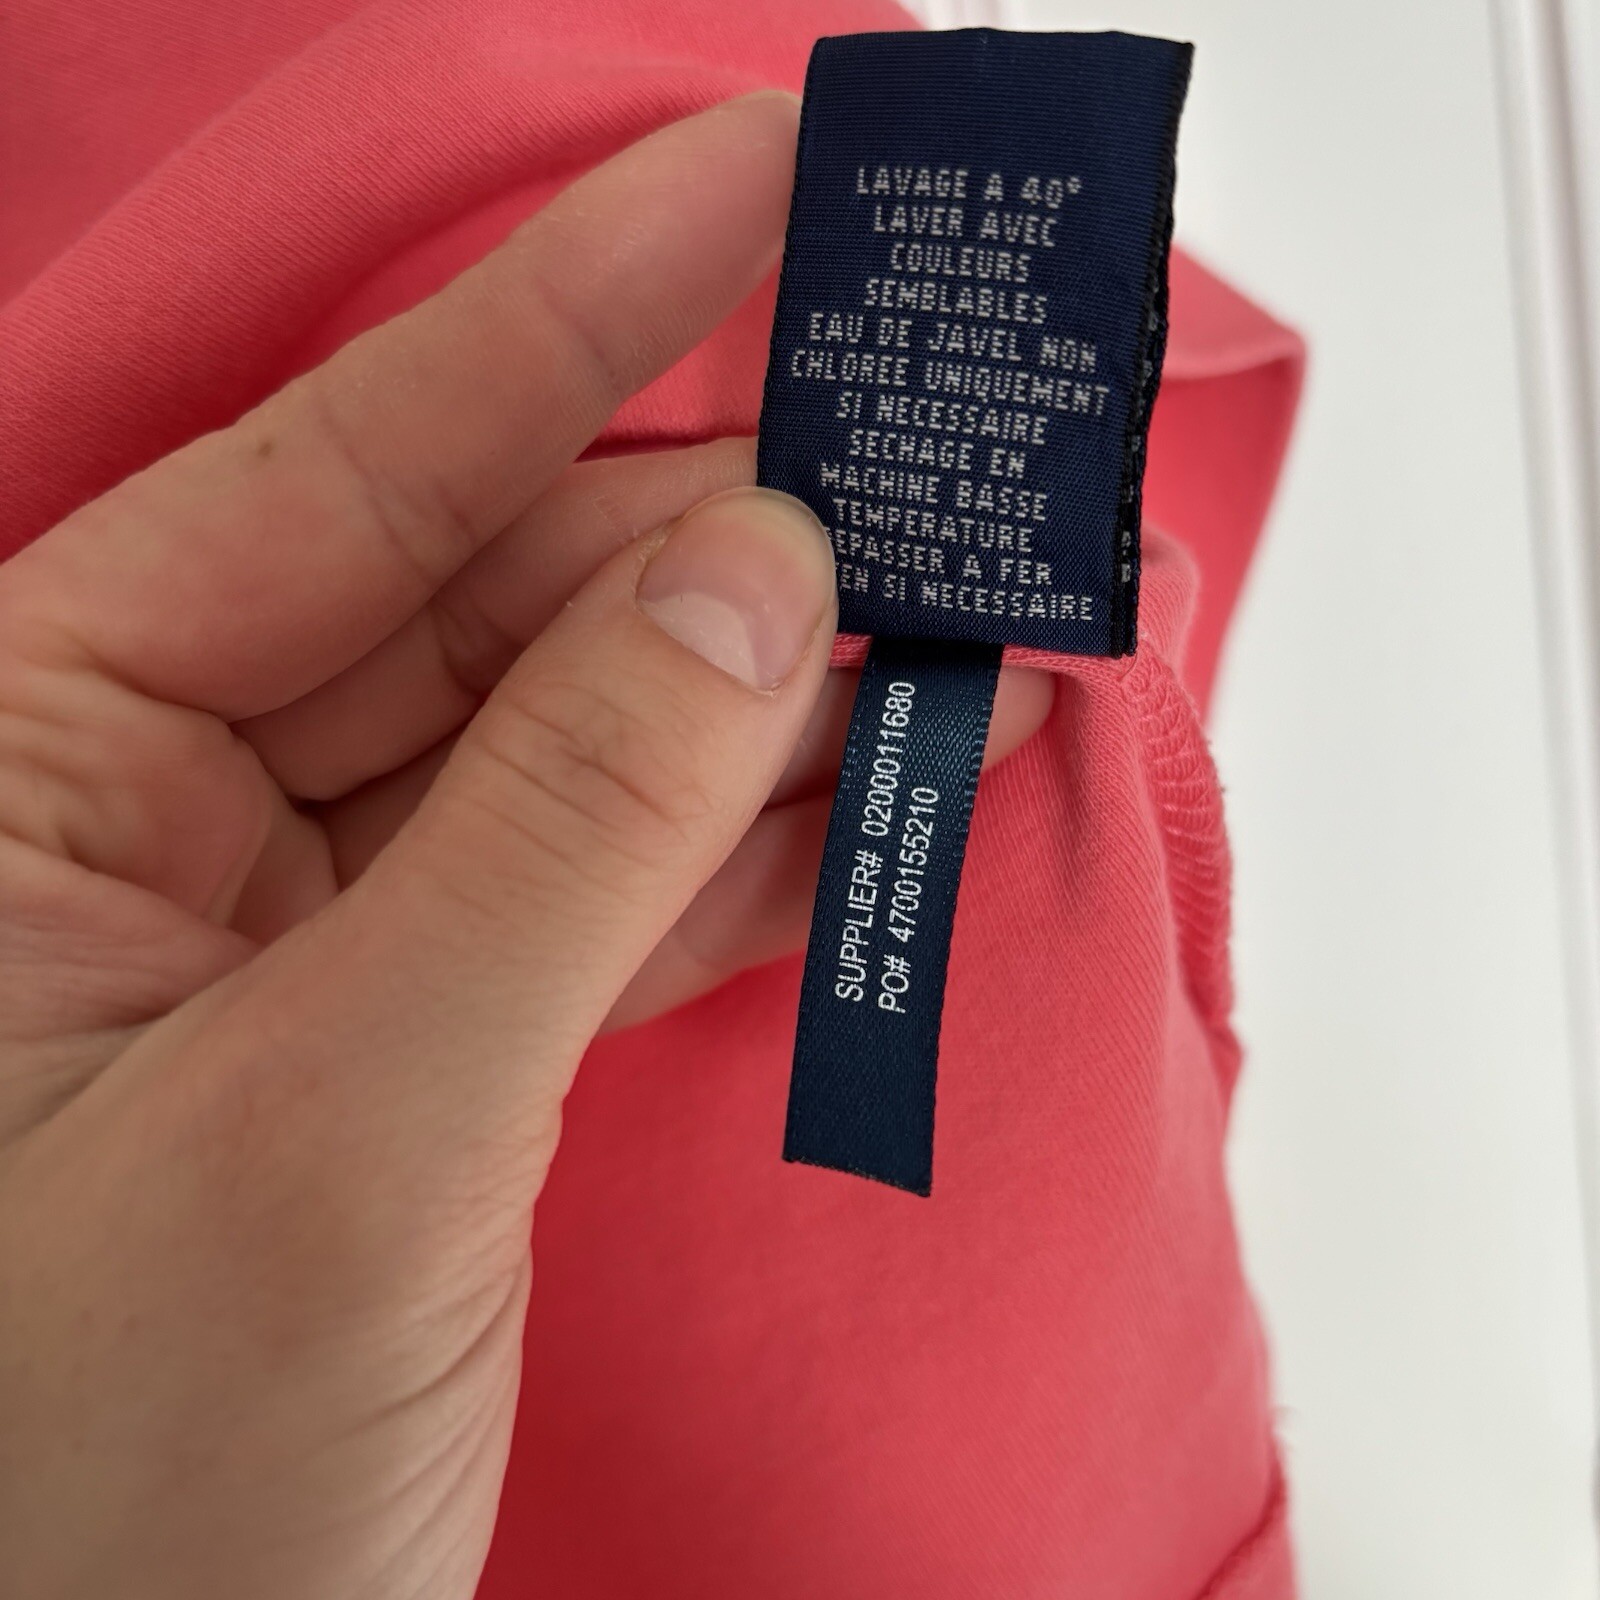 LAVAGE A 40°
LAVER AVEC
COULEURS
SEMBLABLES
EAU DE JAVEL NON
CHLOREE UNIQUEMENT
SI NECESSAIRE
SECHAGE EN
MACHINE BASSE
TEMPERATURE
A FER
SI NECESSAIRE
SUPPLIER# 0200011680
PO# 4700155210